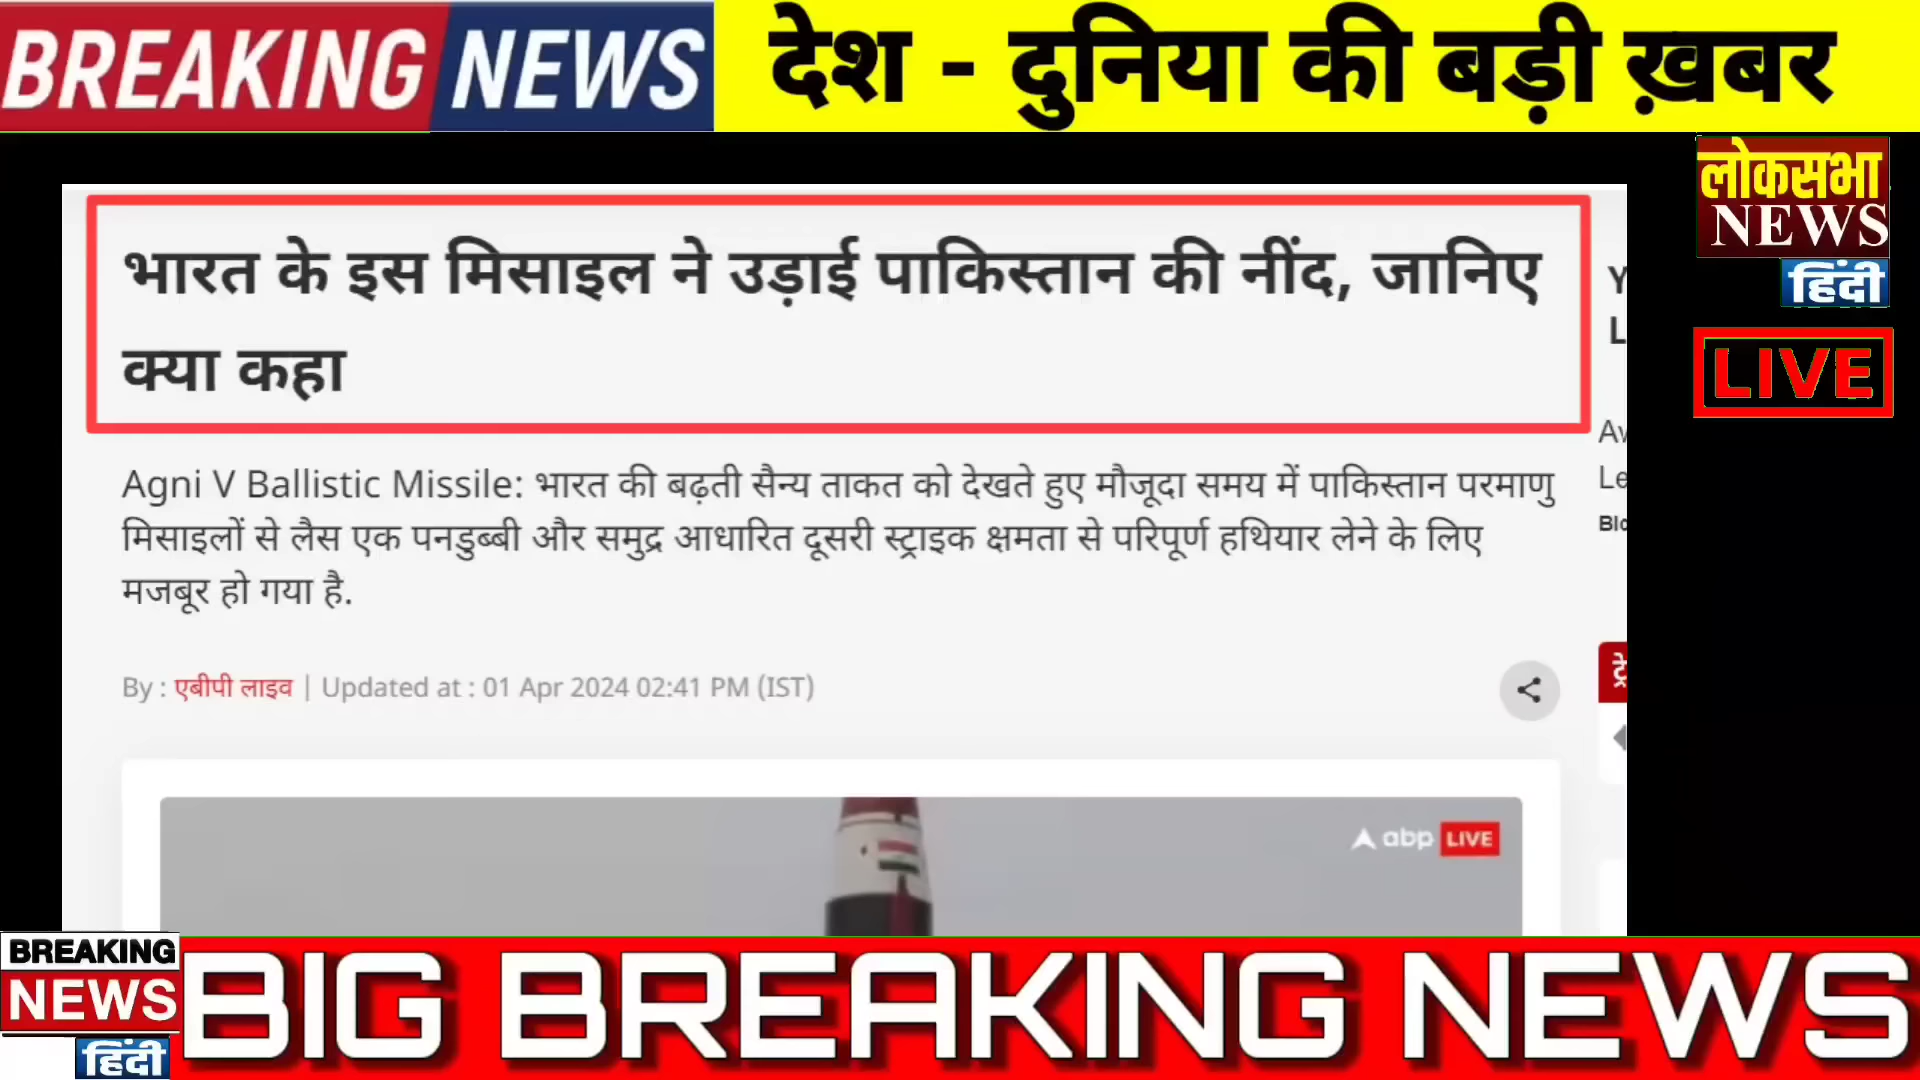 BREAKING NEWS
देश - दुनिया की बड़ी ख़बर
लोकसभा
NEWS
हिंदी
LIVE
भारत के इस मिसाइल ने उड़ाई पाकिस्तान की नींद, जानिए
क्या कहा
Agni V Ballistic Missile: भारत की बढ़ती सैन्य ताकत को देखते हुए मौजूदा समय में पाकिस्तान परमाणु
मिसाइलों से लैस एक पनडुब्बी और समुद्र आधारित दूसरी स्ट्राइक क्षमता से परिपूर्ण हथियार लेने के लिए
मजबूर हो गया है.
By : एबीपी लाइव | Updated at : 01 Apr 2024 02:41 PM (IST)
abp LIVE
BREAKING
NEWS
हिंदी
BIG BREAKING NEWS